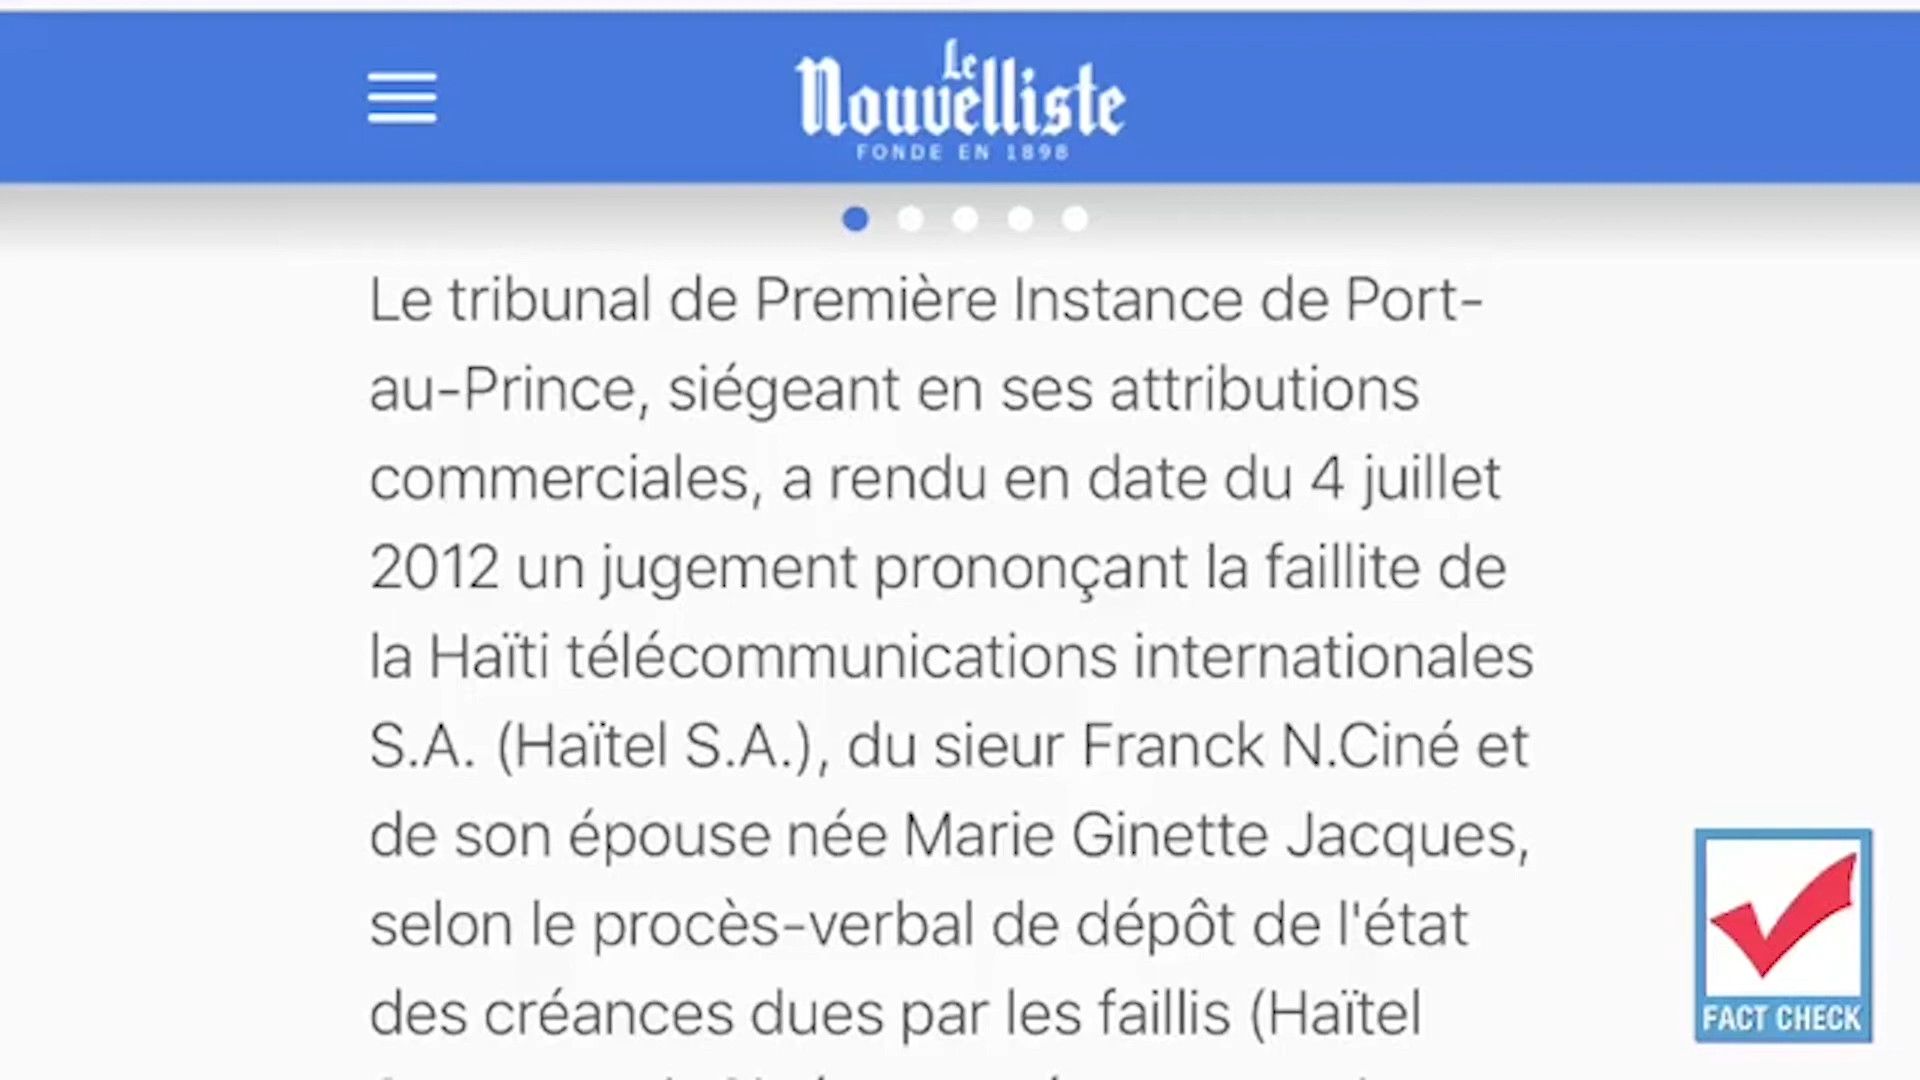 Le
Nouvelliste
FONDE EN 1898
Le tribunal de Première Instance de Port-
au-Prince, siégeant en ses attributions
commerciales, a rendu en date du 4 juillet
2012 un jugement prononçant la faillite de
la Haïti télécommunications internationales
S.A. (Haïtel S.A.), du sieur Franck N.Ciné et
de son épouse née Marie Ginette Jacques,
selon le procès-verbal de dépôt de l'état
des créances dues par les faillis (Haïtel
FACT CHECK